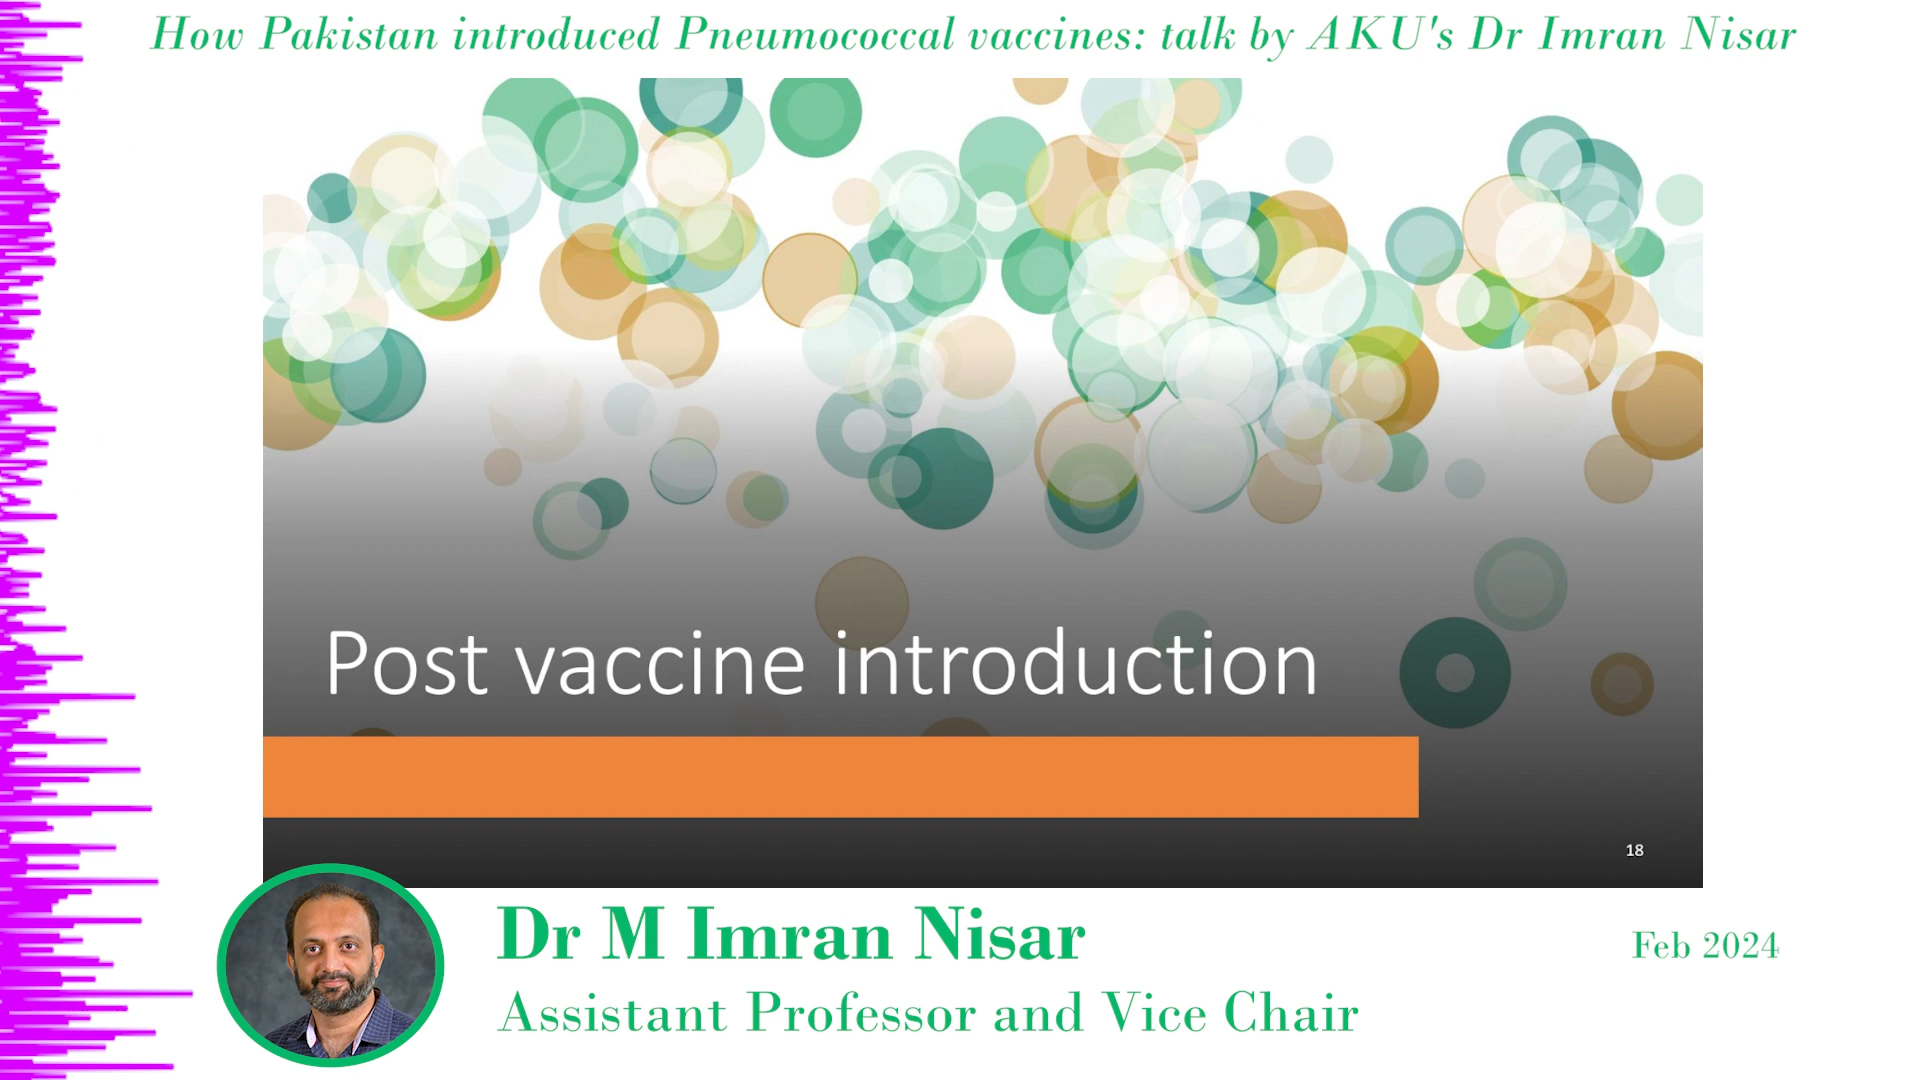 How Pakistan introduced Pneumococcal vaccines: talk by AKU's Dr Imran Nisar
Post vaccine introduction
18
Dr M Imran Nisar
Feb 2024
Assistant Professor and Vice Chair